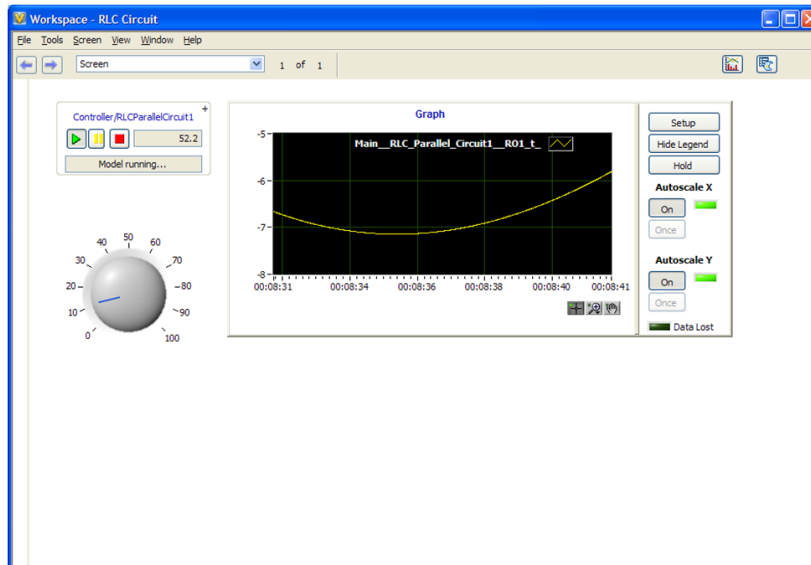 Workspace - RLC Circuit
File Tools Screen View Window Help
Screen 1 of 1
Controller/RLCParallelCircuit1 +
52.2
Model running...
Graph
Main__RLC_Parallel_Circuit1__RO1_t_
-5
-6
-7
-8
00:08:31 00:08:34 00:08:36 00:08:38 00:08:40 00:08:41
Setup
Hide Legend
Hold
Autoscale X
On
Once
Autoscale Y
On
Once
Data Lost
0
10
20
30
40
50
60
70
80
90
100